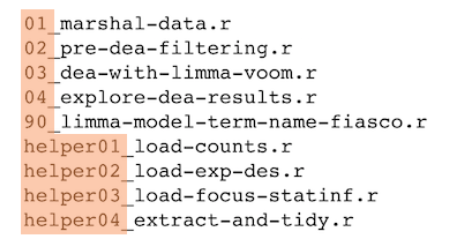 01_marshal-data.r
02_pre-dea-filtering.r
03_dea-with-limma-voom.r
04_explore-dea-results.r
90_limma-model-term-name-fiasco.r
helper01_load-counts.r
helper02_load-exp-des.r
helper03_load-focus-statinf.r
helper04_extract-and-tidy.r